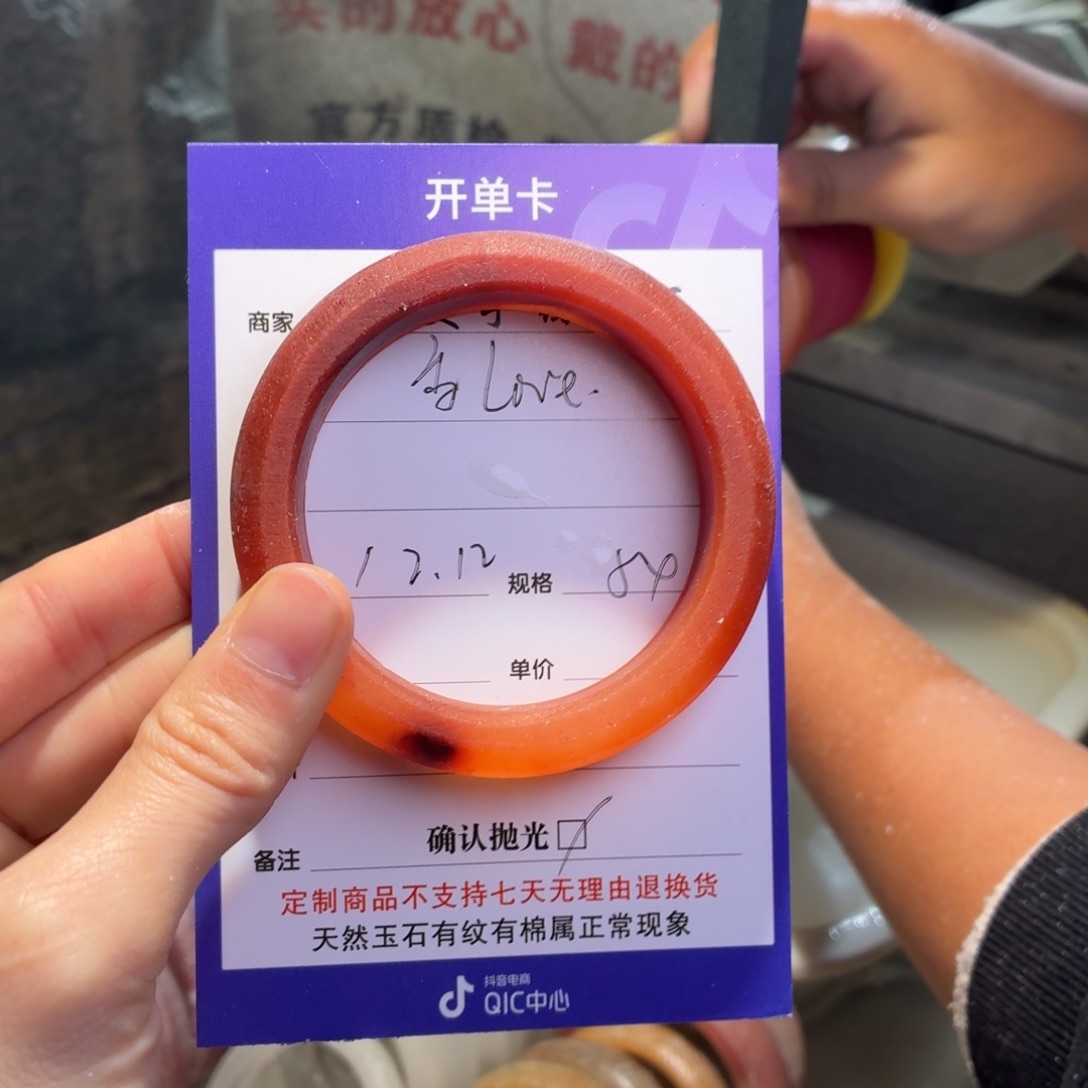 买的放心 戴的
官方质检
开单卡
商家
Love.
12.12 规格 54
单价
确认抛光
备注
定制商品不支持七天无理由退换货
天然玉石有纹有棉属正常现象
抖音电商
QIC中心